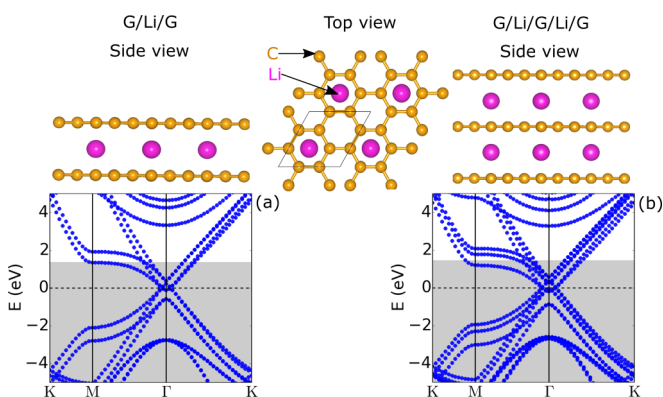 G/Li/G
Side view
Top view
C
Li
G/Li/G/Li/G
Side view
(a)
E (eV)
4
2
0
−2
−4
K
M
Γ
K
(b)
E (eV)
4
2
0
−2
−4
K
M
Γ
K